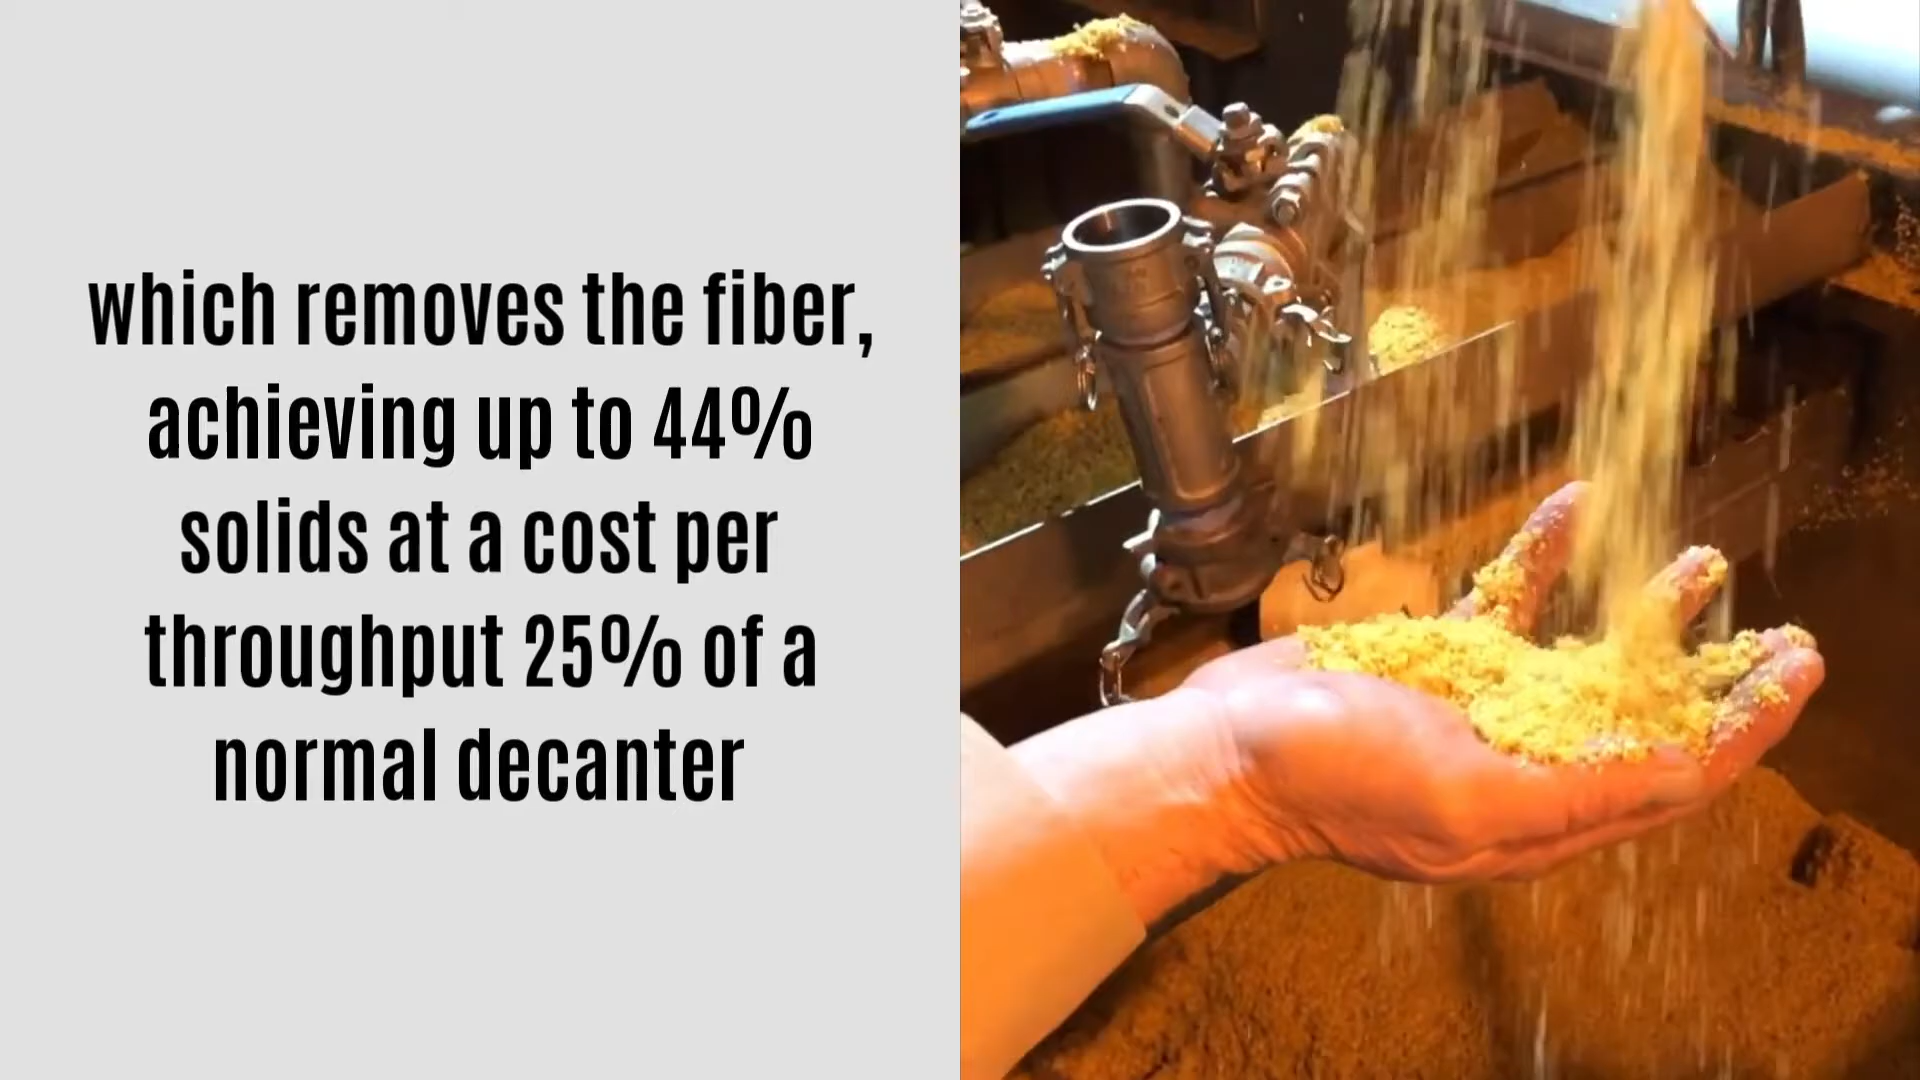 which removes the fiber,
achieving up to 44%
solids at a cost per
throughput 25% of a
normal decanter